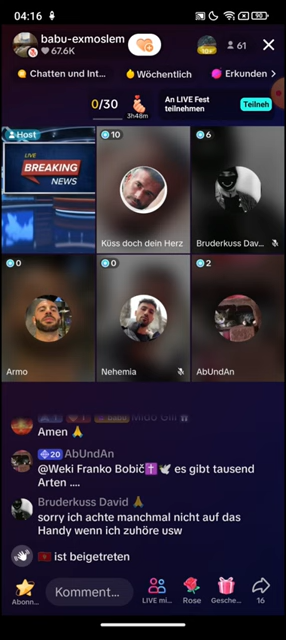 04:16
90
babu-exmoslem
67.6K
10+
61
Chatten und Int...
Wöchentlich
Erkunden
0/30
3h48m
An LIVE Fest
teilnehmen
Teilneh
Host
LIVE
BREAKING
NEWS
10
6
Küss doch dein Herz
Bruderkuss Dav...
0
0
2
Armo
Nehemia
AbUndAn
Amen 🙏
20 AbUndAn
@Weki Franko Bobič✝️🕊️ es gibt tausend
Arten ....
Bruderkuss David 🙏
sorry ich achte manchmal nicht auf das
Handy wenn ich zuhöre usw
ist beigetreten
Kommentar...
Abonn...
LIVE mi...
Rose
Gesche...
16